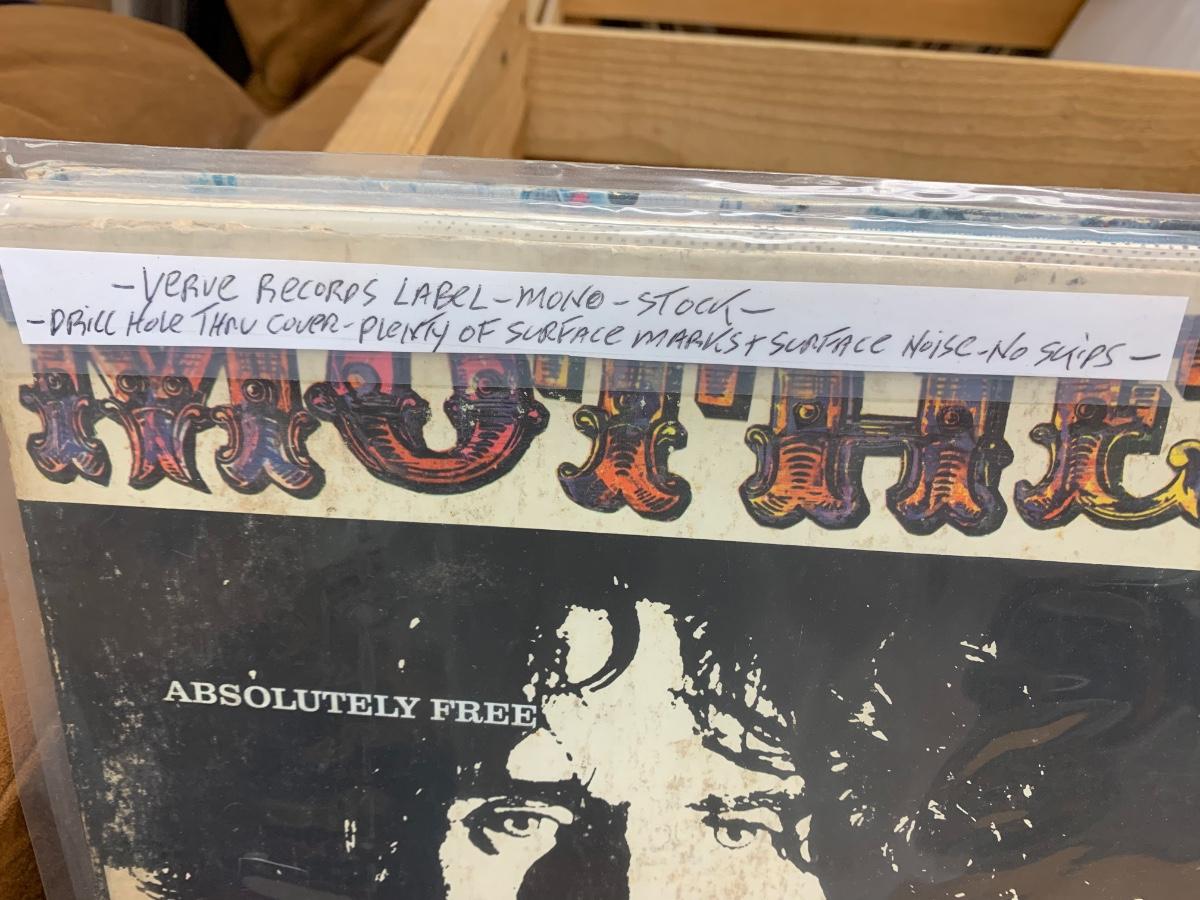 -VERVE RECORDS LABEL-MONO-STOCK-
-DRILL HOLE THRU COVER-PLENTY OF SURFACE MARKS+SURFACE NOISE-NO SKIPS-
MOTHE
ABSOLUTELY FREE